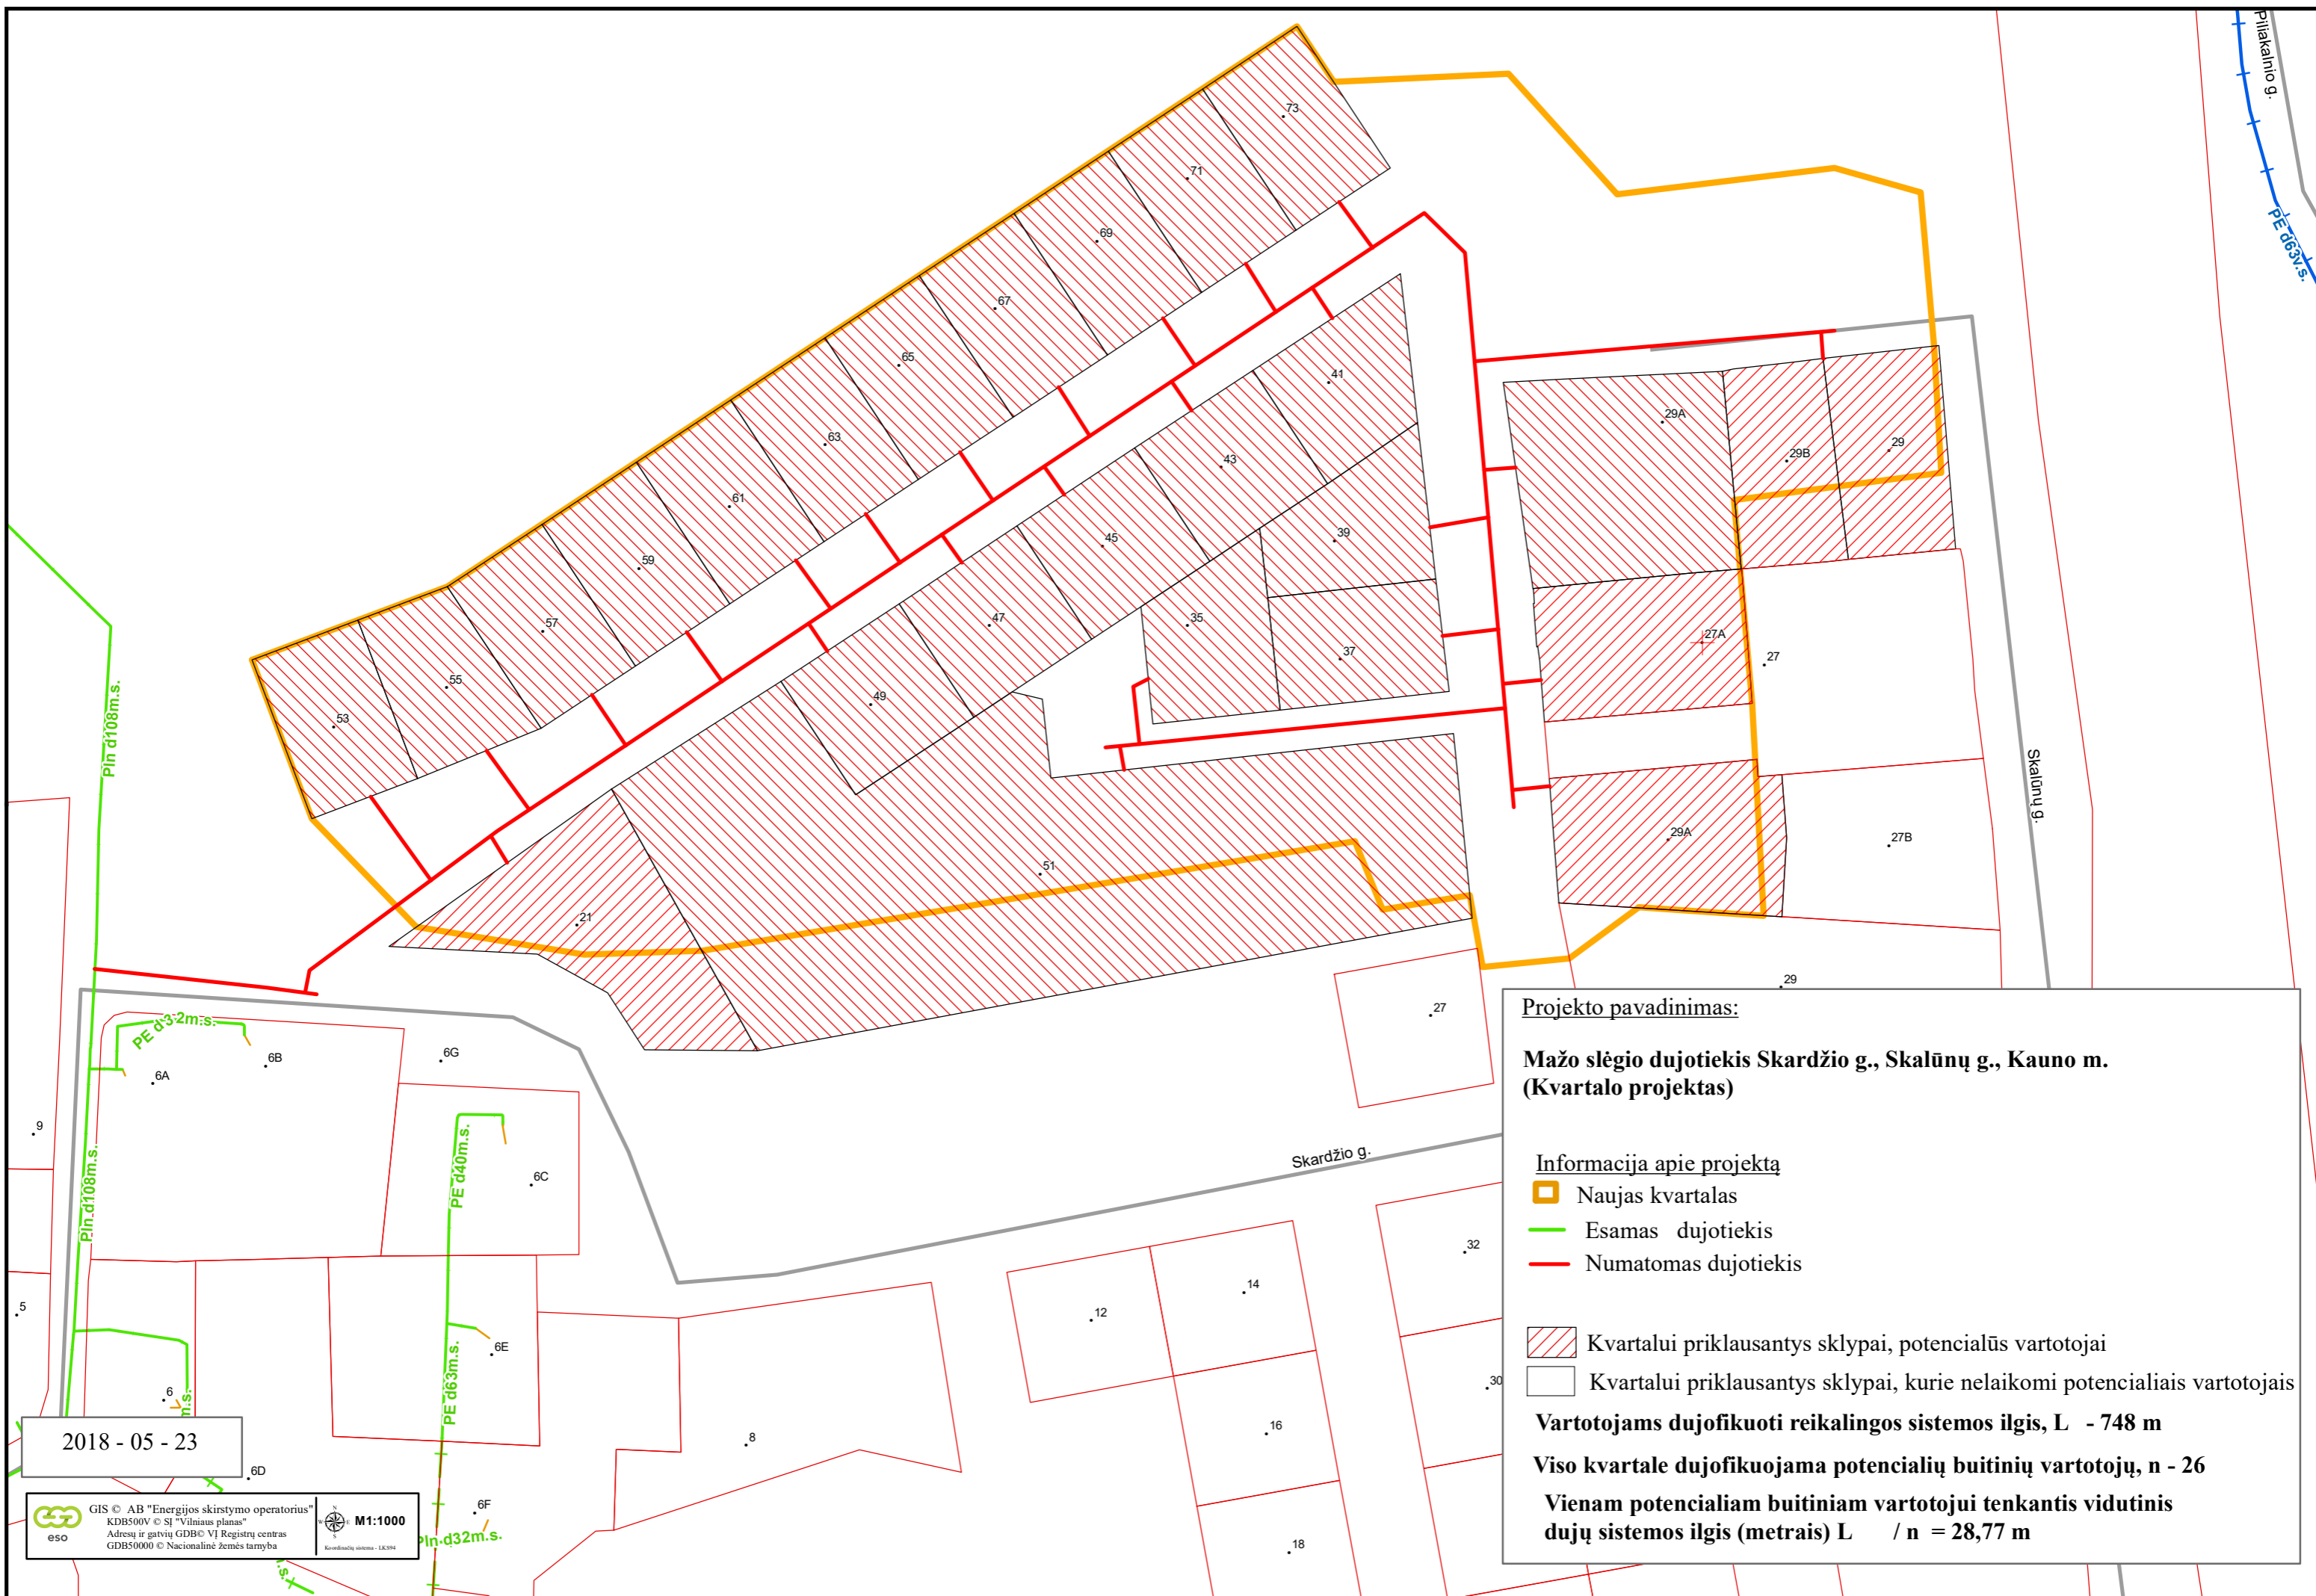 Piliakalnio g.
PE d63v.s.
73
71
69
67
65
63
61
59
57
55
53
41
43
45
47
49
39
35
37
29A
29B
29
27A
27
51
21
29A
27B
Skalūnų g.
29
27
Pln d108m.s.
PE d32m.s.
6A
6B
6G
9
PE d40m.s.
6C
Pln.d108m.s.
Skardžio g.
5
32
14
12
6E
PE d63m.s.
30
6
m.s.
8
16
6D
6F
Pln.d32m.s.
18
s.
Projekto pavadinimas:
Mažo slėgio dujotiekis Skardžio g., Skalūnų g., Kauno m.
(Kvartalo projektas)
Informacija apie projektą
Naujas kvartalas
Esamas dujotiekis
Numatomas dujotiekis
Kvartalui priklausantys sklypai, potencialūs vartotojai
Kvartalui priklausantys sklypai, kurie nelaikomi potencialiais vartotojais
Vartotojams dujofikuoti reikalingos sistemos ilgis, L - 748 m
Viso kvartale dujofikuojama potencialių buitinių vartotojų, n - 26
Vienam potencialiam buitiniam vartotojui tenkantis vidutinis
dujų sistemos ilgis (metrais) L / n = 28,77 m
2018 - 05 - 23
eso
GIS © AB "Energijos skirstymo operatorius"
KDB500V © SĮ "Vilniaus planas"
Adresų ir gatvių GDB© VĮ Registrų centras
GDB50000 © Nacionalinė žemės tarnyba
N
W
E
S
M1:1000
Koordinačių sistema - LKS94